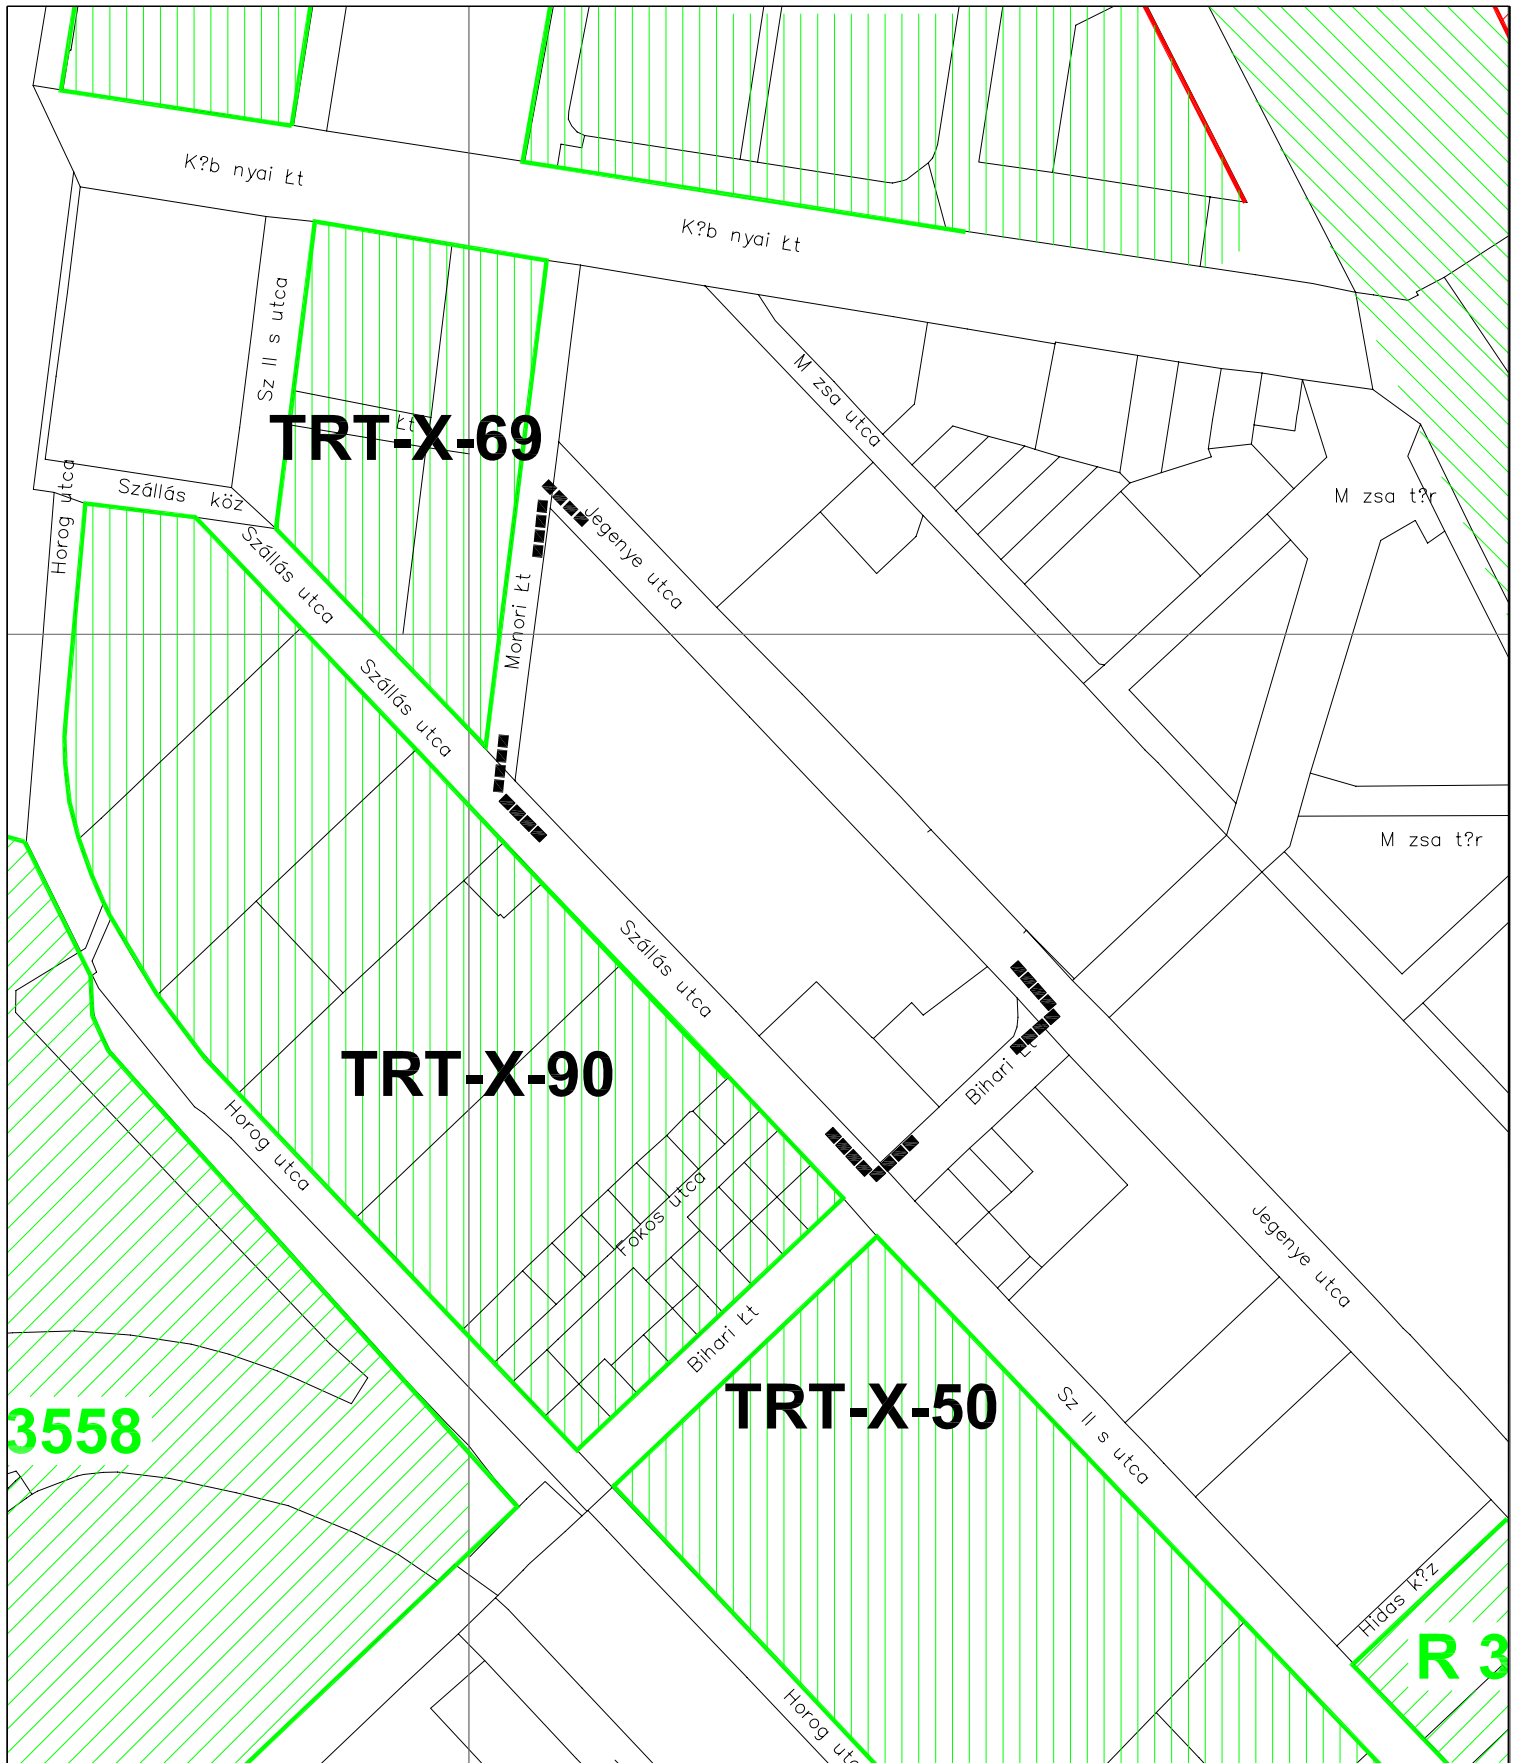 K?b nyai Łt
K?b nyai Łt
Sz ll s utca
M zsa utca
Łt
TRT-X-69
Horog utca
Szállás köz
M zsa t?r
Jegenye utca
Szállás utca
Monori Łt
Szállás utca
M zsa t?r
Szállás utca
TRT-X-90
Bihari Łt
Horog utca
Fokos utca
Jegenye utca
Bihari Łt
TRT-X-50
Sz ll s utca
3558
Hidas k?z
R 3
Horog utc